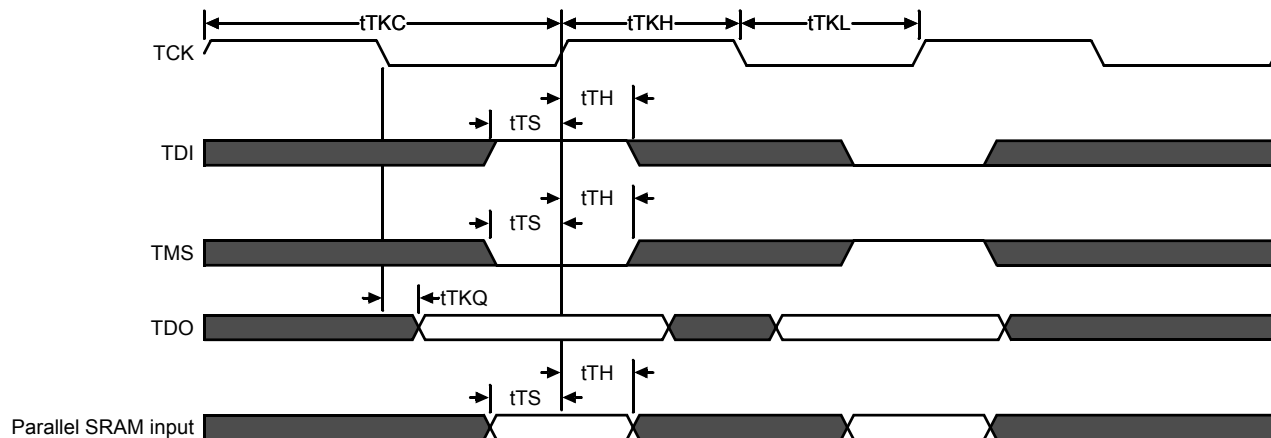 tTKC
tTKH
tTKL
TCK
tTH
tTS
TDI
tTH
tTS
TMS
tTKQ
TDO
tTH
tTS
Parallel SRAM input